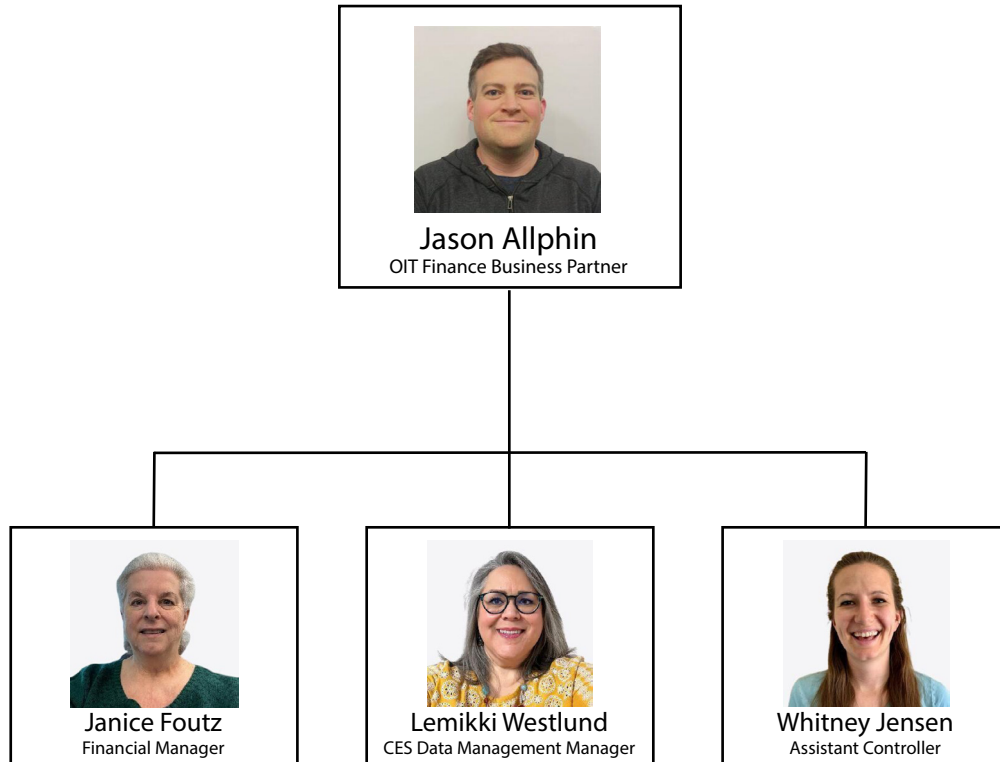 Jason Allphin
OIT Finance Business Partner
Janice Foutz
Financial Manager
Lemikki Westlund
CES Data Management Manager
Whitney Jensen
Assistant Controller